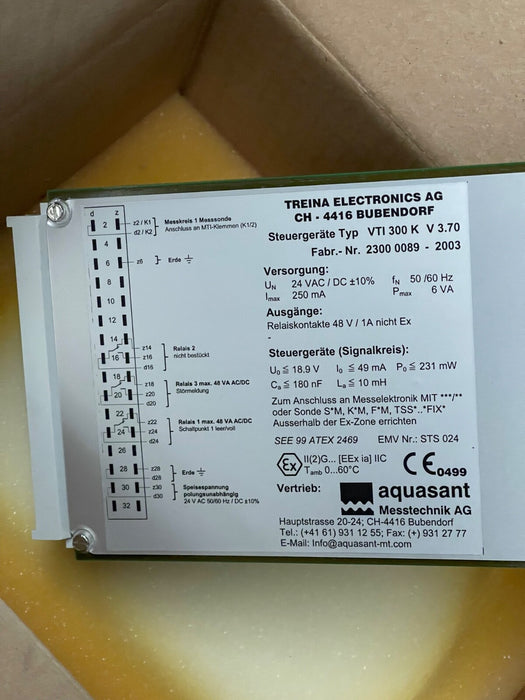 TREINA ELECTRONICS AG
CH - 4416 BUBENDORF
Steuergeräte Typ VTI 300 K V 3.70
Fabr.- Nr. 2300 0089 - 2003
Versorgung:
UN 24 VAC / DC ±10% fN 50 /60 Hz
Imax 250 mA Pmax 6 VA
Ausgänge:
Relaiskontakte 48 V / 1A nicht Ex
-
Steuergeräte (Signalkreis):
Uo ≦ 18.9 V Io ≦ 49 mA Po ≦ 231 mW
Ca ≦ 180 nF La ≦ 10 mH
Zum Anschluss an Messelektronik MIT ***/**
oder Sonde S*M, K*M, F*M, TSS*..*FIX*
Ausserhalb der Ex-Zone errichten
SEE 99 ATEX 2469 EMV Nr.: STS 024
Ex II(2)G... [EEx ia] IIC
Tamb 0...60°C
CE 0499
Vertrieb: aquasant
Messtechnik AG
Hauptstrasse 20-24; CH-4416 Bubendorf
Tel.: (+41 61) 931 12 55; Fax: (+) 931 27 77
E-Mail: Info@aquasant-mt.com
d z
2 z2 / K1 Messkreis 1 Messsonde
d2 / K2 Anschluss an MTI-Klemmen (K1/2)
4
6 z6 Erde
8
10
12
14 z14 Relais 2
16 z16 nicht bestückt
d16
18 z18 Relais 3 max. 48 VA AC/DC
20 z20 Störmeldung
d20
22 z22 Relais 1 max. 48 VA AC/DC
24 z24 Schaltpunkt 1 leer/voll
d24
26
28 z28 Erde
d28
30 z30 Speisespannung
d30 polungsunabhängig
24 V AC 50/60 Hz / DC ±10%
32